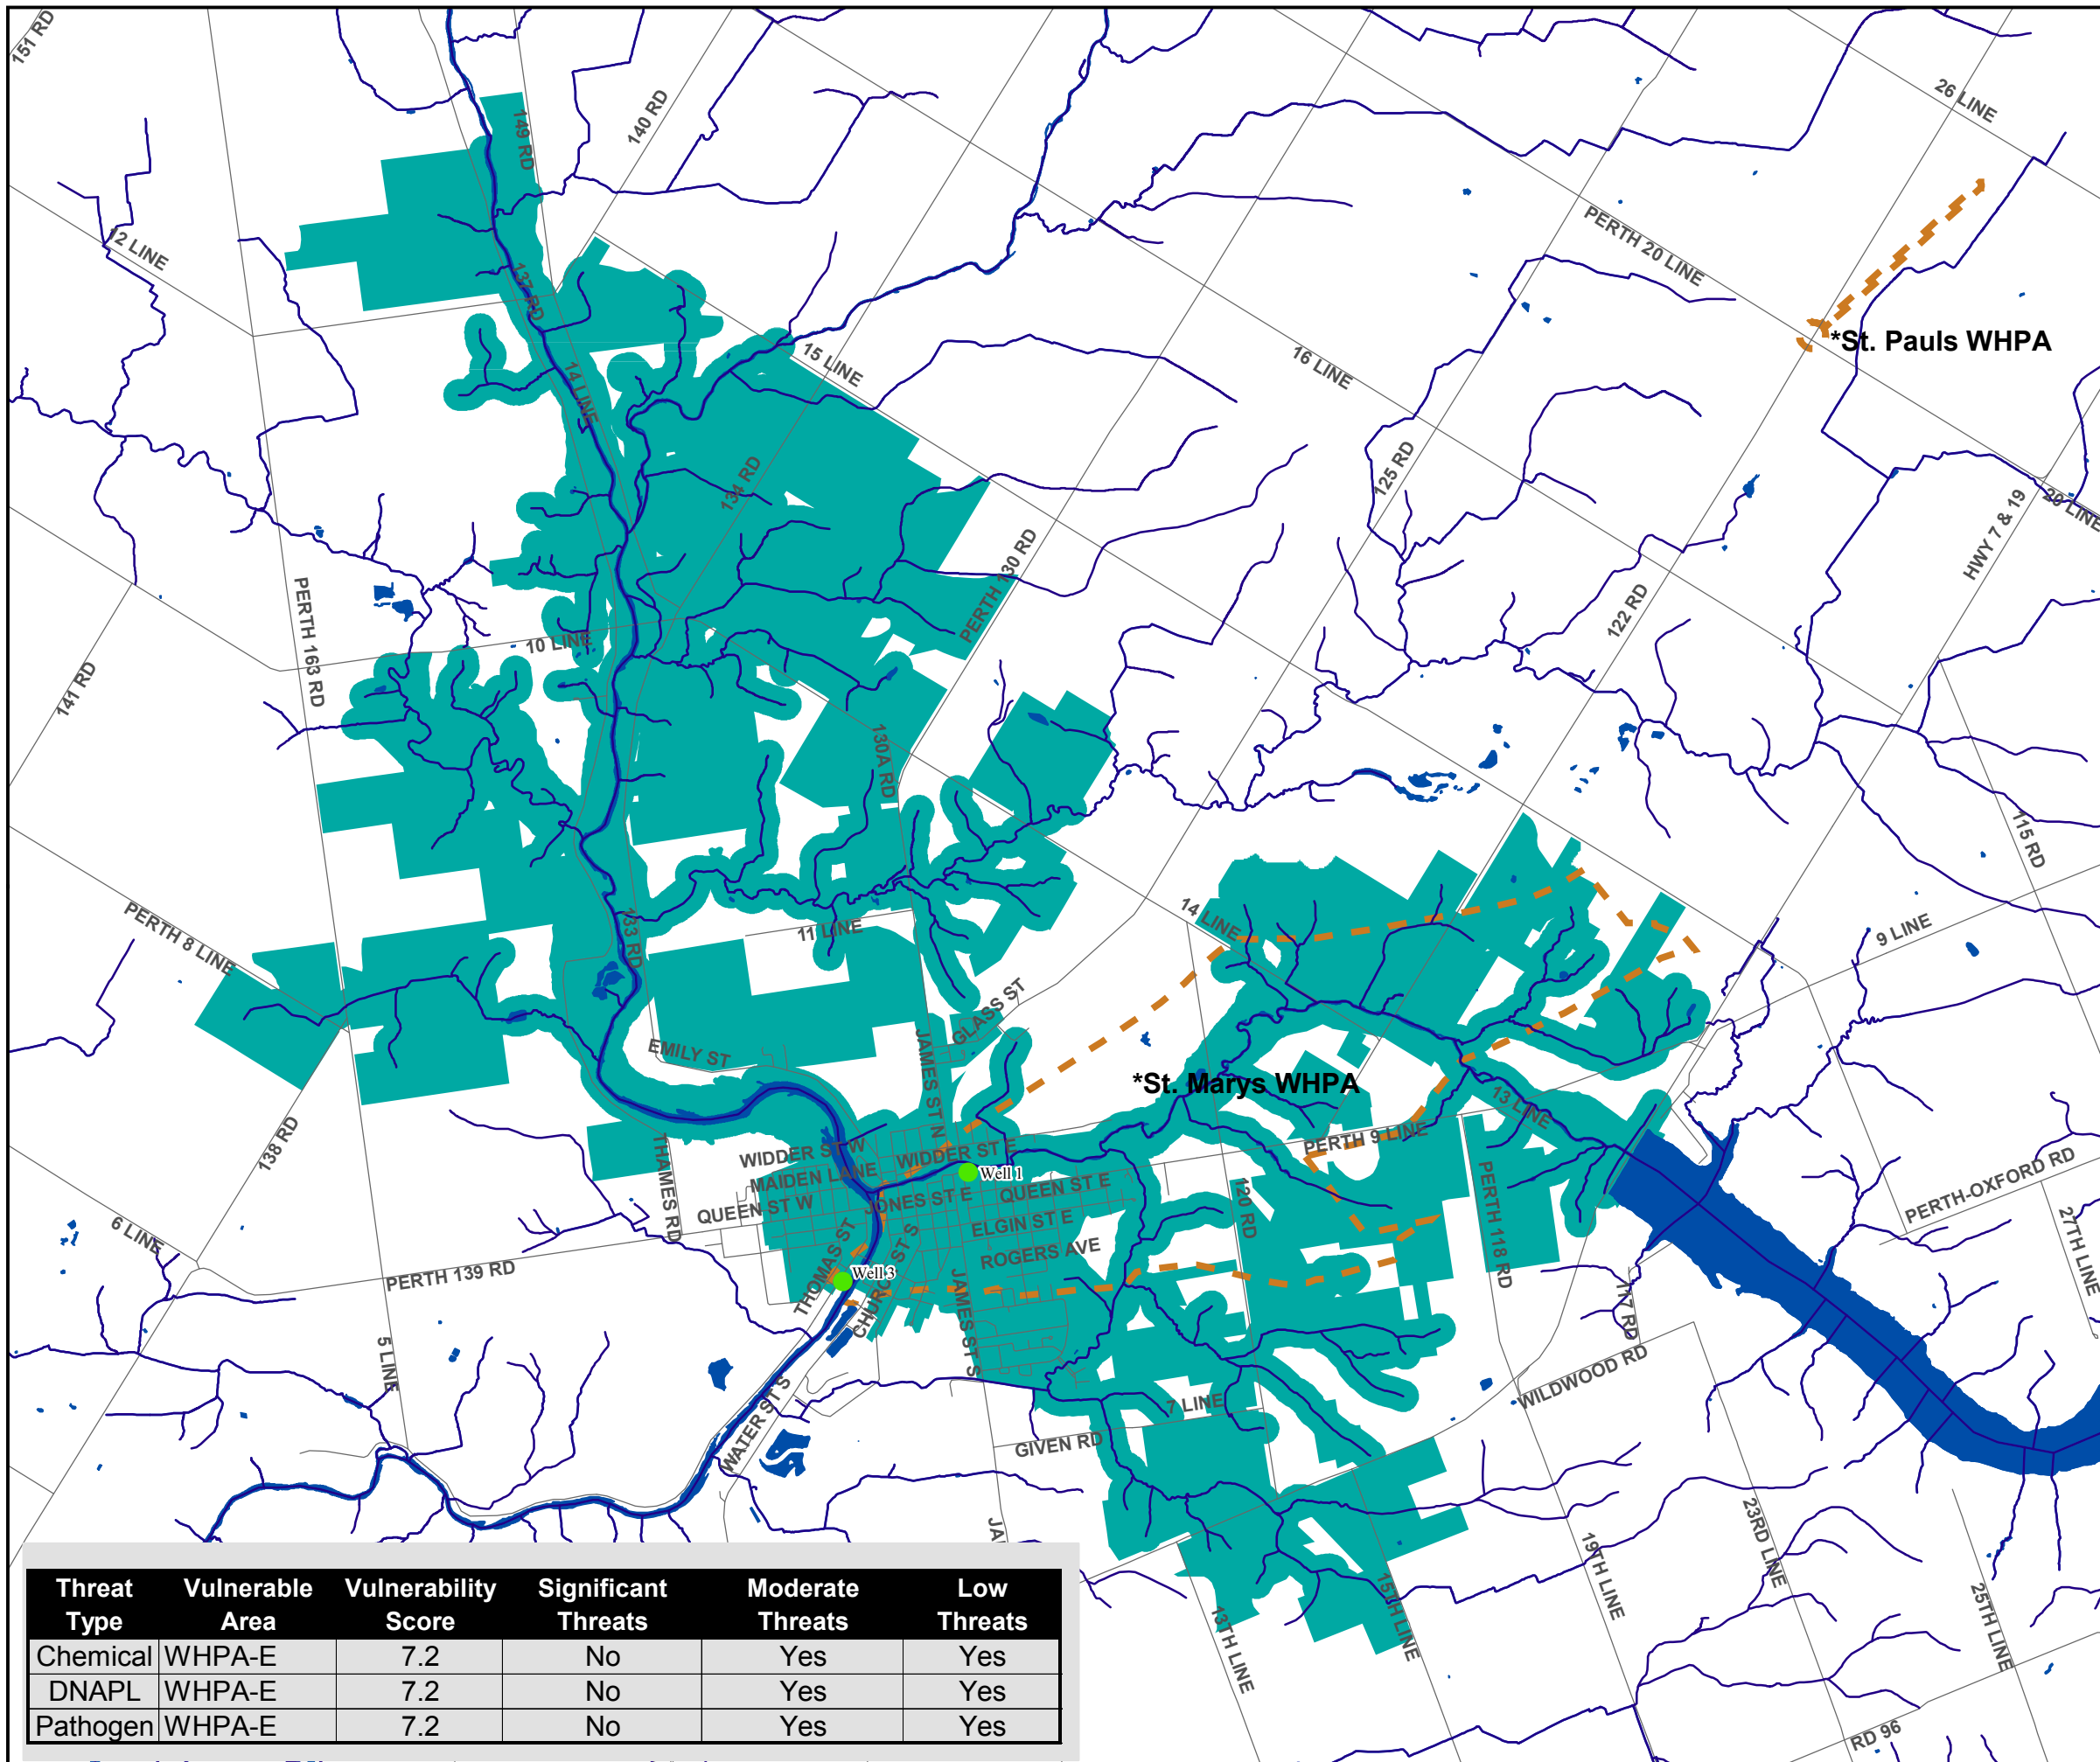 151 RD
149 RD
140 RD
26 LINE
12 LINE
137 RD
PERTH 20 LINE
*St. Pauls WHPA
15 LINE
16 LINE
14 LINE
134 RD
125 RD
HWY 7 & 19
29 LINE
PERTH 163 RD
10 LINE
PERTH 130 RD
122 RD
141 RD
130A RD
115 RD
PERTH 8 LINE
133 RD
11 LINE
14 LINE
9 LINE
GLASS ST
EMILY ST
JAMES ST N
*St. Marys WHPA
13 LINE
138 RD
THAMES RD
WIDDER ST W
WIDDER ST E
PERTH 9 LINE
MAIDEN LANE
Well 1
QUEEN ST W
JONES ST E
QUEEN ST E
120 RD
PERTH 118 RD
PERTH-OXFORD RD
27TH LINE
6 LINE
ELGIN ST E
ROGERS AVE
PERTH 139 RD
THOMAS ST
Well 3
CHURCH ST S
JAMES ST S
117 RD
5 LINE
WILDWOOD RD
WATER ST S
7 LINE
GIVEN RD
JA
23RD LINE
19TH LINE
25TH LINE
13TH LINE
15TH LINE
RD 96
Threat Type Vulnerable Area Vulnerability Score Significant Threats Moderate Threats Low Threats
Chemical WHPA-E 7.2 No Yes Yes
DNAPL WHPA-E 7.2 No Yes Yes
Pathogen WHPA-E 7.2 No Yes Yes